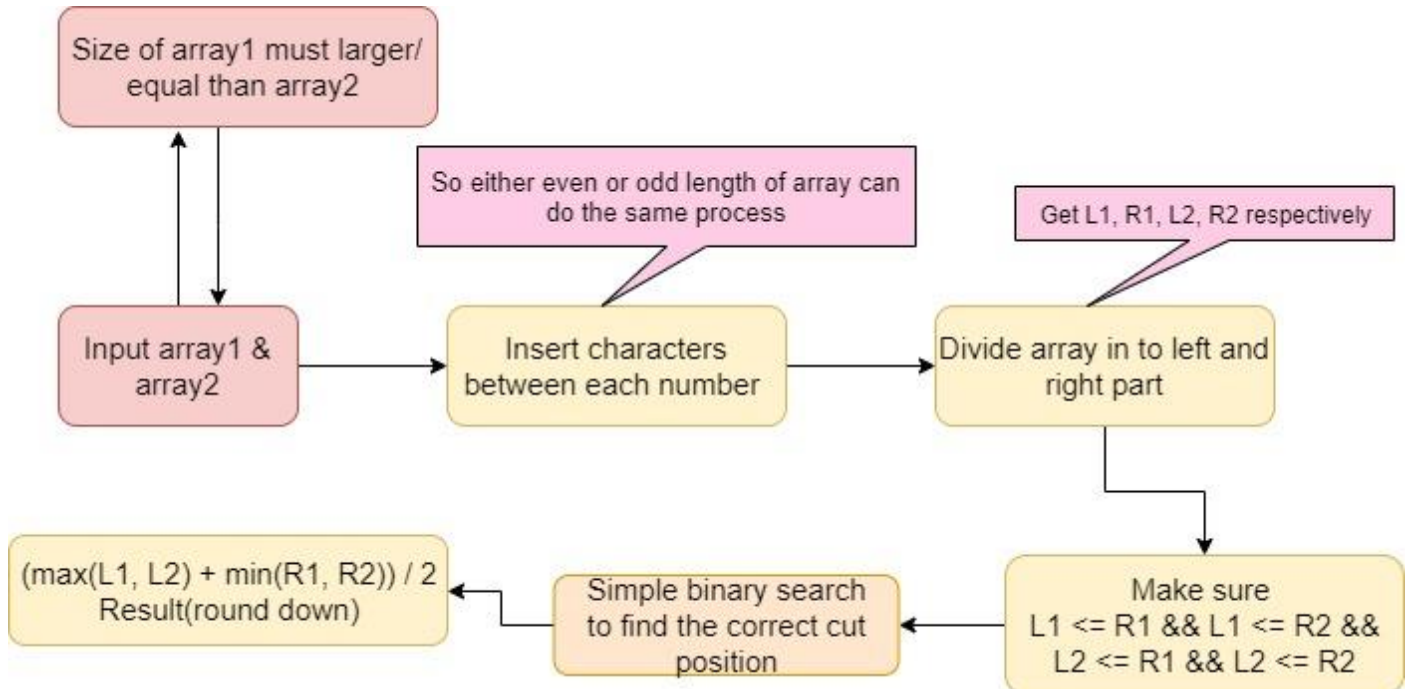 Size of array1 must larger/
equal than array2
So either even or odd length of array can
do the same process
Get L1, R1, L2, R2 respectively
Input array1 &
array2
Insert characters
between each number
Divide array in to left and
right part
(max(L1, L2) + min(R1, R2)) / 2
Result(round down)
Simple binary search
to find the correct cut
position
Make sure
L1 <= R1 && L1 <= R2 &&
L2 <= R1 && L2 <= R2